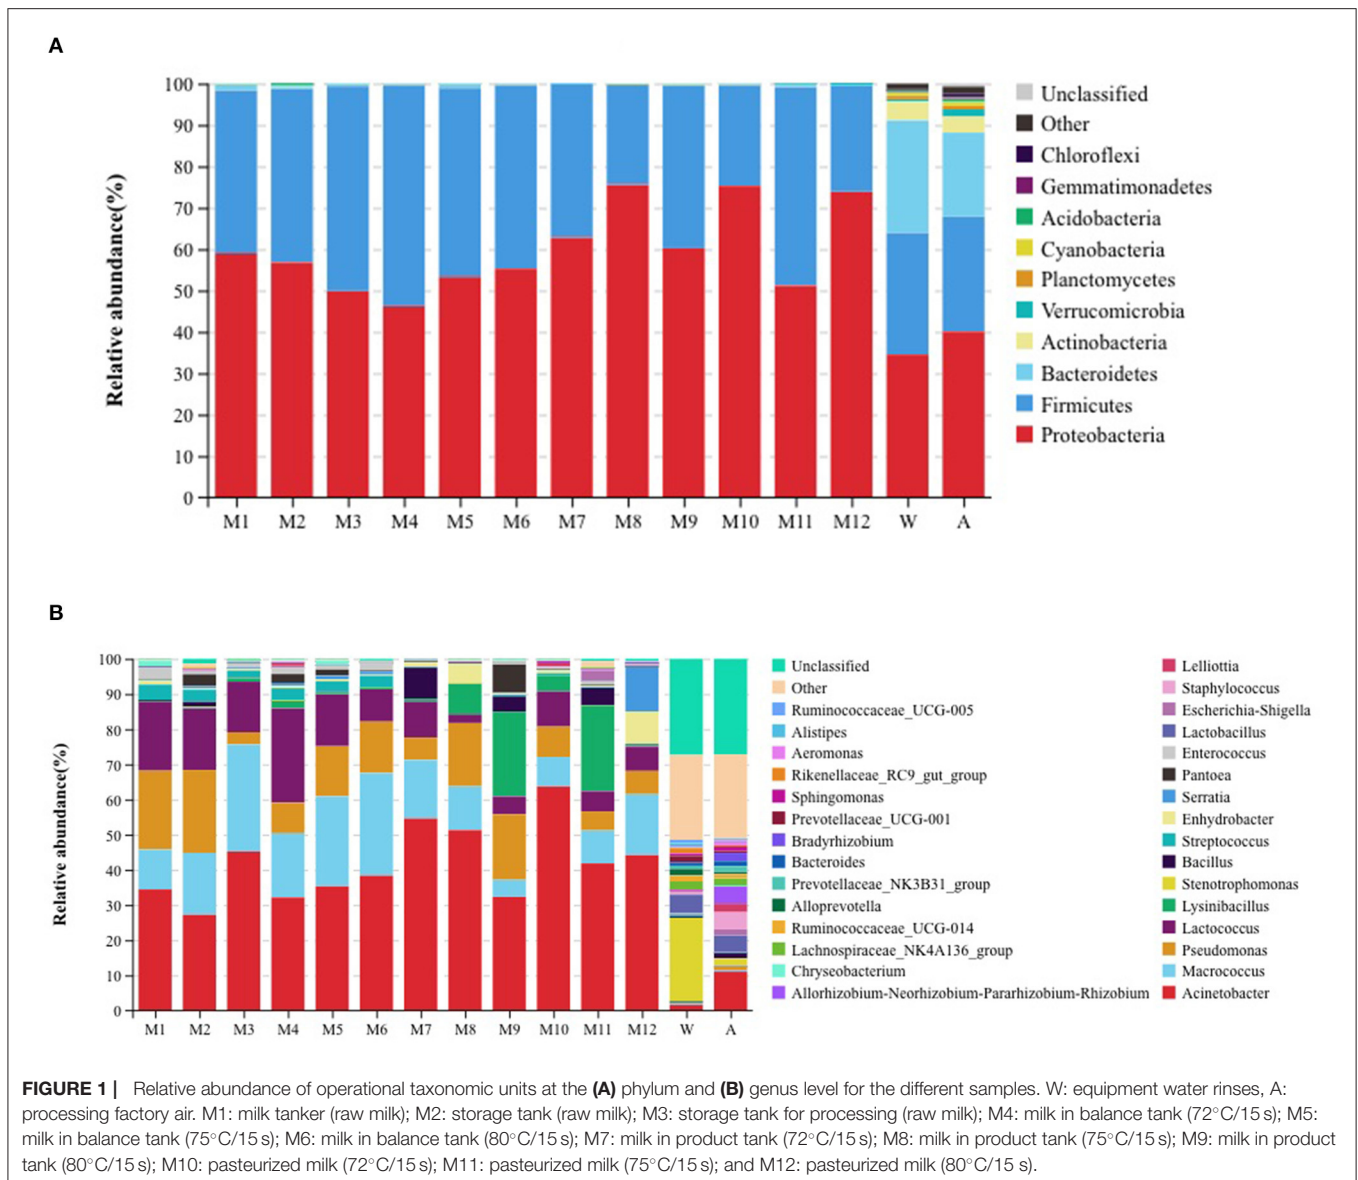 A
Relative abundance(%)
100
90
80
70
60
50
40
30
20
10
0
M1 M2 M3 M4 M5 M6 M7 M8 M9 M10 M11 M12 W A
Unclassified
Other
Chloroflexi
Gemmatimonadetes
Acidobacteria
Cyanobacteria
Planctomycetes
Verrucomicrobia
Actinobacteria
Bacteroidetes
Firmicutes
Proteobacteria
B
Relative abundance(%)
100
90
80
70
60
50
40
30
20
10
0
M1 M2 M3 M4 M5 M6 M7 M8 M9 M10 M11 M12 W A
Unclassified
Other
Ruminococcaceae_UCG-005
Alistipes
Aeromonas
Rikenellaceae_RC9_gut_group
Sphingomonas
Prevotellaceae_UCG-001
Bradyrhizobium
Bacteroides
Prevotellaceae_NK3B31_group
Alloprevotella
Ruminococcaceae_UCG-014
Lachnospiraceae_NK4A136_group
Chryseobacterium
Allorhizobium-Neorhizobium-Pararhizobium-Rhizobium
Lelliottia
Staphylococcus
Escherichia-Shigella
Lactobacillus
Enterococcus
Pantoea
Serratia
Enhydrobacter
Streptococcus
Bacillus
Stenotrophomonas
Lysinibacillus
Lactococcus
Pseudomonas
Macrococcus
Acinetobacter
FIGURE 1 | Relative abundance of operational taxonomic units at the (A) phylum and (B) genus level for the different samples. W: equipment water rinses, A:
processing factory air. M1: milk tanker (raw milk); M2: storage tank (raw milk); M3: storage tank for processing (raw milk); M4: milk in balance tank (72°C/15 s); M5:
milk in balance tank (75°C/15 s); M6: milk in balance tank (80°C/15 s); M7: milk in product tank (72°C/15 s); M8: milk in product tank (75°C/15 s); M9: milk in product
tank (80°C/15 s); M10: pasteurized milk (72°C/15 s); M11: pasteurized milk (75°C/15 s); and M12: pasteurized milk (80°C/15 s).